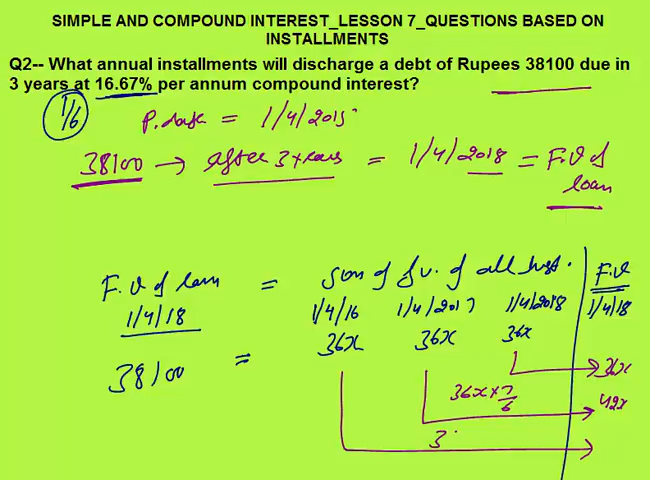 SIMPLE AND COMPOUND INTEREST_LESSON 7_QUESTIONS BASED ON
INSTALLMENTS
Q2-- What annual installments will discharge a debt of Rupees 38100 due in
3 years at 16.67% per annum compound interest?
1/6
P. date = 1/4/2015
38100 → after 3 years = 1/4/2018 = F.V of
loan
F.V of loan = Sum of f.v. of all inst. F.V
1/4/18 1/4/16 1/4/2017 1/4/2018 1/4/18
38100 = 36x 36x 36x
36x
36x x 7/6 42x
3